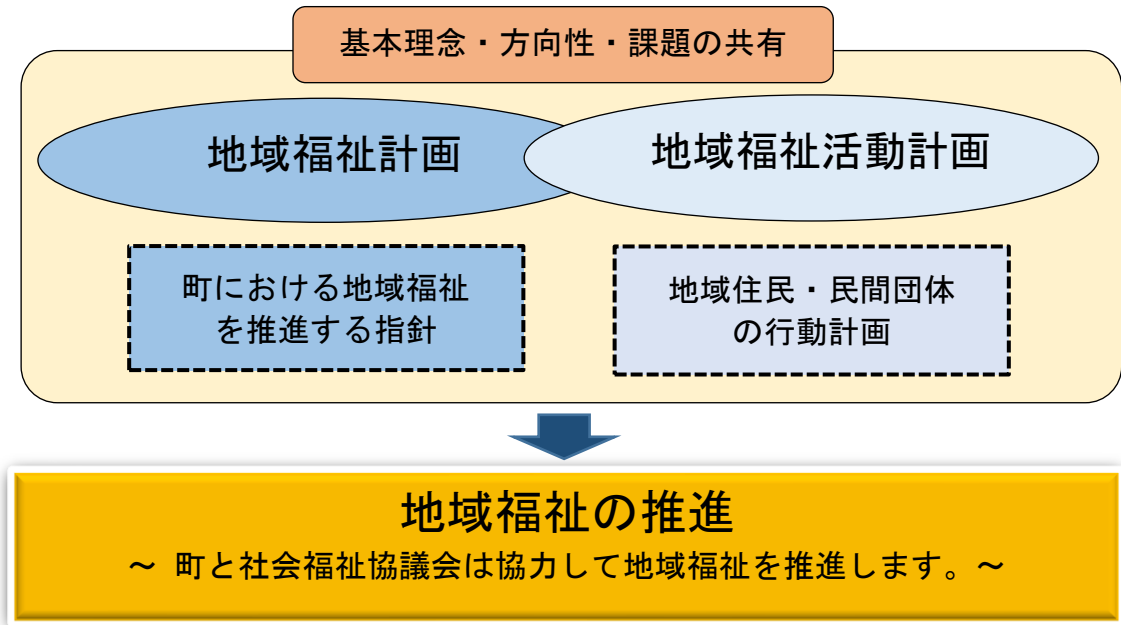 基本理念・方向性・課題の共有
地域福祉計画
地域福祉活動計画
町における地域福祉
を推進する指針
地域住民・民間団体
の行動計画
地域福祉の推進
～ 町と社会福祉協議会は協力して地域福祉を推進します。～